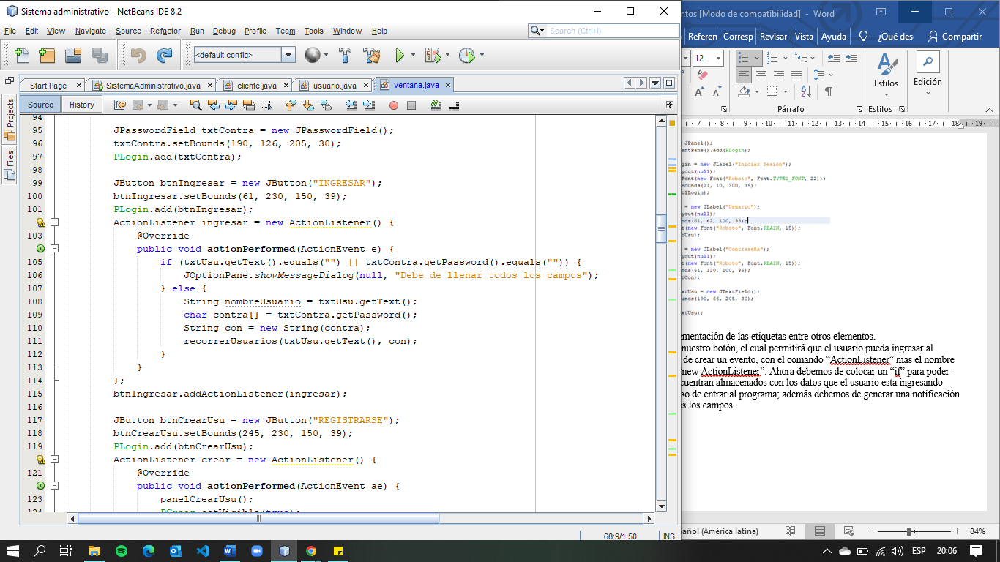 Sistema administrativo - NetBeans IDE 8.2
File Edit View Navigate Source Refactor Run Debug Profile Team Tools Window Help
Search (Ctrl+I)
<default config>
Start Page
SistemaAdministrativo.java
cliente.java
usuario.java
ventana.java
Source History
Projects
Files
94
95 JPasswordField txtContra = new JPasswordField();
96 txtContra.setBounds(190, 126, 205, 30);
97 PLogin.add(txtContra);
98
99 JButton btnIngresar = new JButton("INGRESAR");
100 btnIngresar.setBounds(61, 230, 150, 39);
101 PLogin.add(btnIngresar);
ActionListener ingresar = new ActionListener() {
103 @Override
public void actionPerformed(ActionEvent e) {
105 if (txtUsu.getText().equals("") || txtContra.getPassword().equals("")) {
106 JOptionPane.showMessageDialog(null, "Debe de llenar todos los campos");
107 } else {
108 String nombreUsuario = txtUsu.getText();
109 char contra[] = txtContra.getPassword();
110 String con = new String(contra);
111 recorrerUsuarios(txtUsu.getText(), con);
112 }
113 }
114 };
115 btnIngresar.addActionListener(ingresar);
116
117 JButton btnCrearUsu = new JButton("REGISTRARSE");
118 btnCrearUsu.setBounds(245, 230, 150, 39);
119 PLogin.add(btnCrearUsu);
ActionListener crear = new ActionListener() {
121 @Override
public void actionPerformed(ActionEvent ae) {
123 panelCrearUsu();
124 PCrear.setVisible(true);
68:9/1:50 INS
ntos [Modo de compatibilidad] - Word
Referen Corresp Revisar Vista Ayuda ¿Qué des Compartir
12
Estilos
Edición
Párrafo
Estilos
7 8 9 10 11 12 13 14 15 16 17 18 19
JPanel();
entPane().add(PLogin);
gin = new JLabel("Iniciar Sesión");
yout(null);
Font(new Font("Roboto", Font.TYPE1_FONT, 22));
Bounds(21, 10, 300, 35);
blLogin);
= new JLabel("Usuario");
yout(null);
nds(61, 62, 100, 35);
t(new Font("Roboto", Font.PLAIN, 15));
bUsu);
= new JLabel("Contraseña");
yout(null);
t(new Font("Roboto", Font.PLAIN, 15));
nds(61, 120, 100, 35);
bCon);
xtUsu = new JTextField();
ounds(190, 66, 205, 30);
xtUsu);
ementación de las etiquetas entre otros elementos.
nuestro botón, el cual permitirá que el usuario pueda ingresar al
de crear un evento, con el comando “ActionListener” más el nombre
new ActionListener”. Ahora debemos de colocar un “if” para poder
cuentran almacenados con los datos que el usuario esta ingresando
so de entrar al programa; además debemos de generar una notificación
os los campos.
añol (América latina)
84%
ESP 20:06